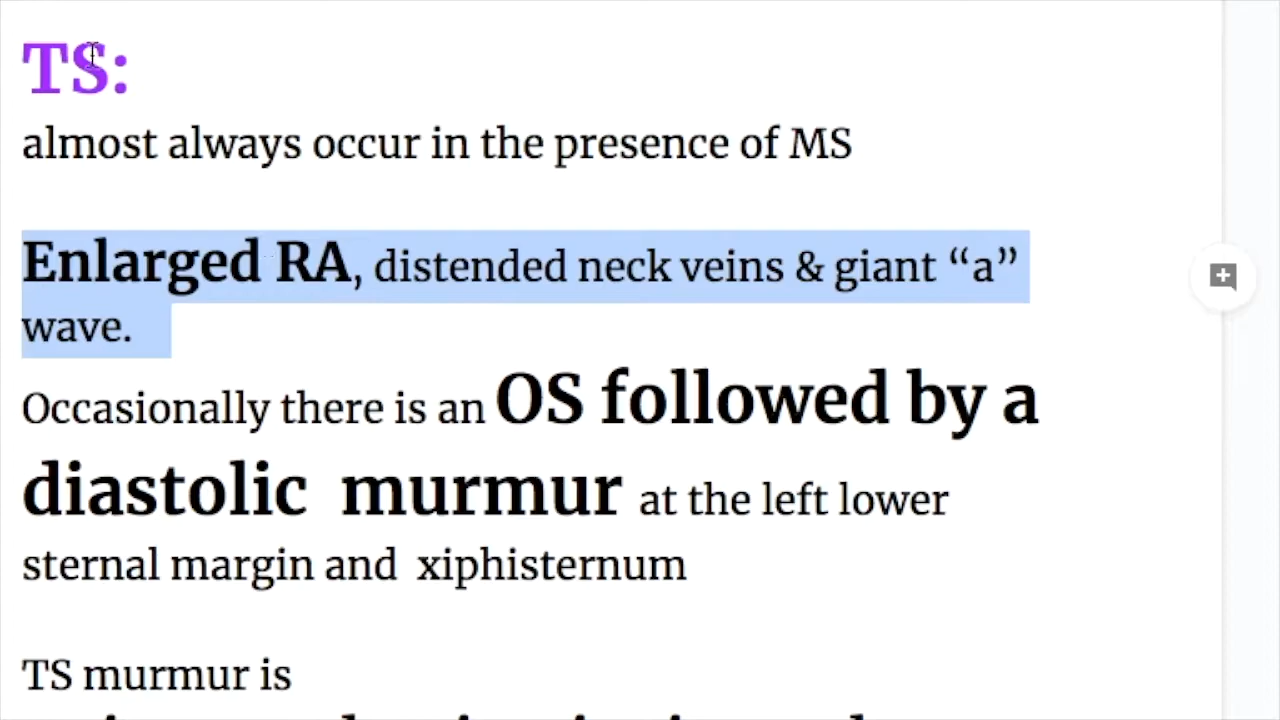 TS:
almost always occur in the presence of MS
Enlarged RA, distended neck veins & giant “a”
wave.
Occasionally there is an OS followed by a
diastolic murmur at the left lower
sternal margin and xiphisternum
TS murmur is